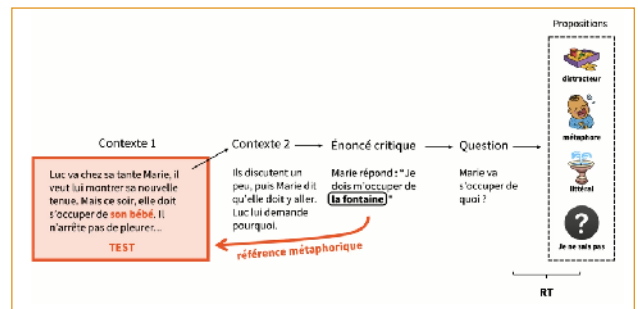 Propositions
distracteur
métaphore
littéral
Je ne sais pas
Contexte 1
Luc va chez sa tante Marie, il
veut lui montrer sa nouvelle
tenue. Mais ce soir, elle doit
s'occuper de son bébé. Il
n'arrête pas de pleurer...
TEST
Contexte 2
Ils discutent un
peu, puis Marie dit
qu'elle doit y aller.
Luc lui demande
pourquoi.
Énoncé critique
Marie répond : "Je
dois m'occuper de
la fontaine"
Question
Marie va
s'occuper de
quoi ?
référence métaphorique
RT